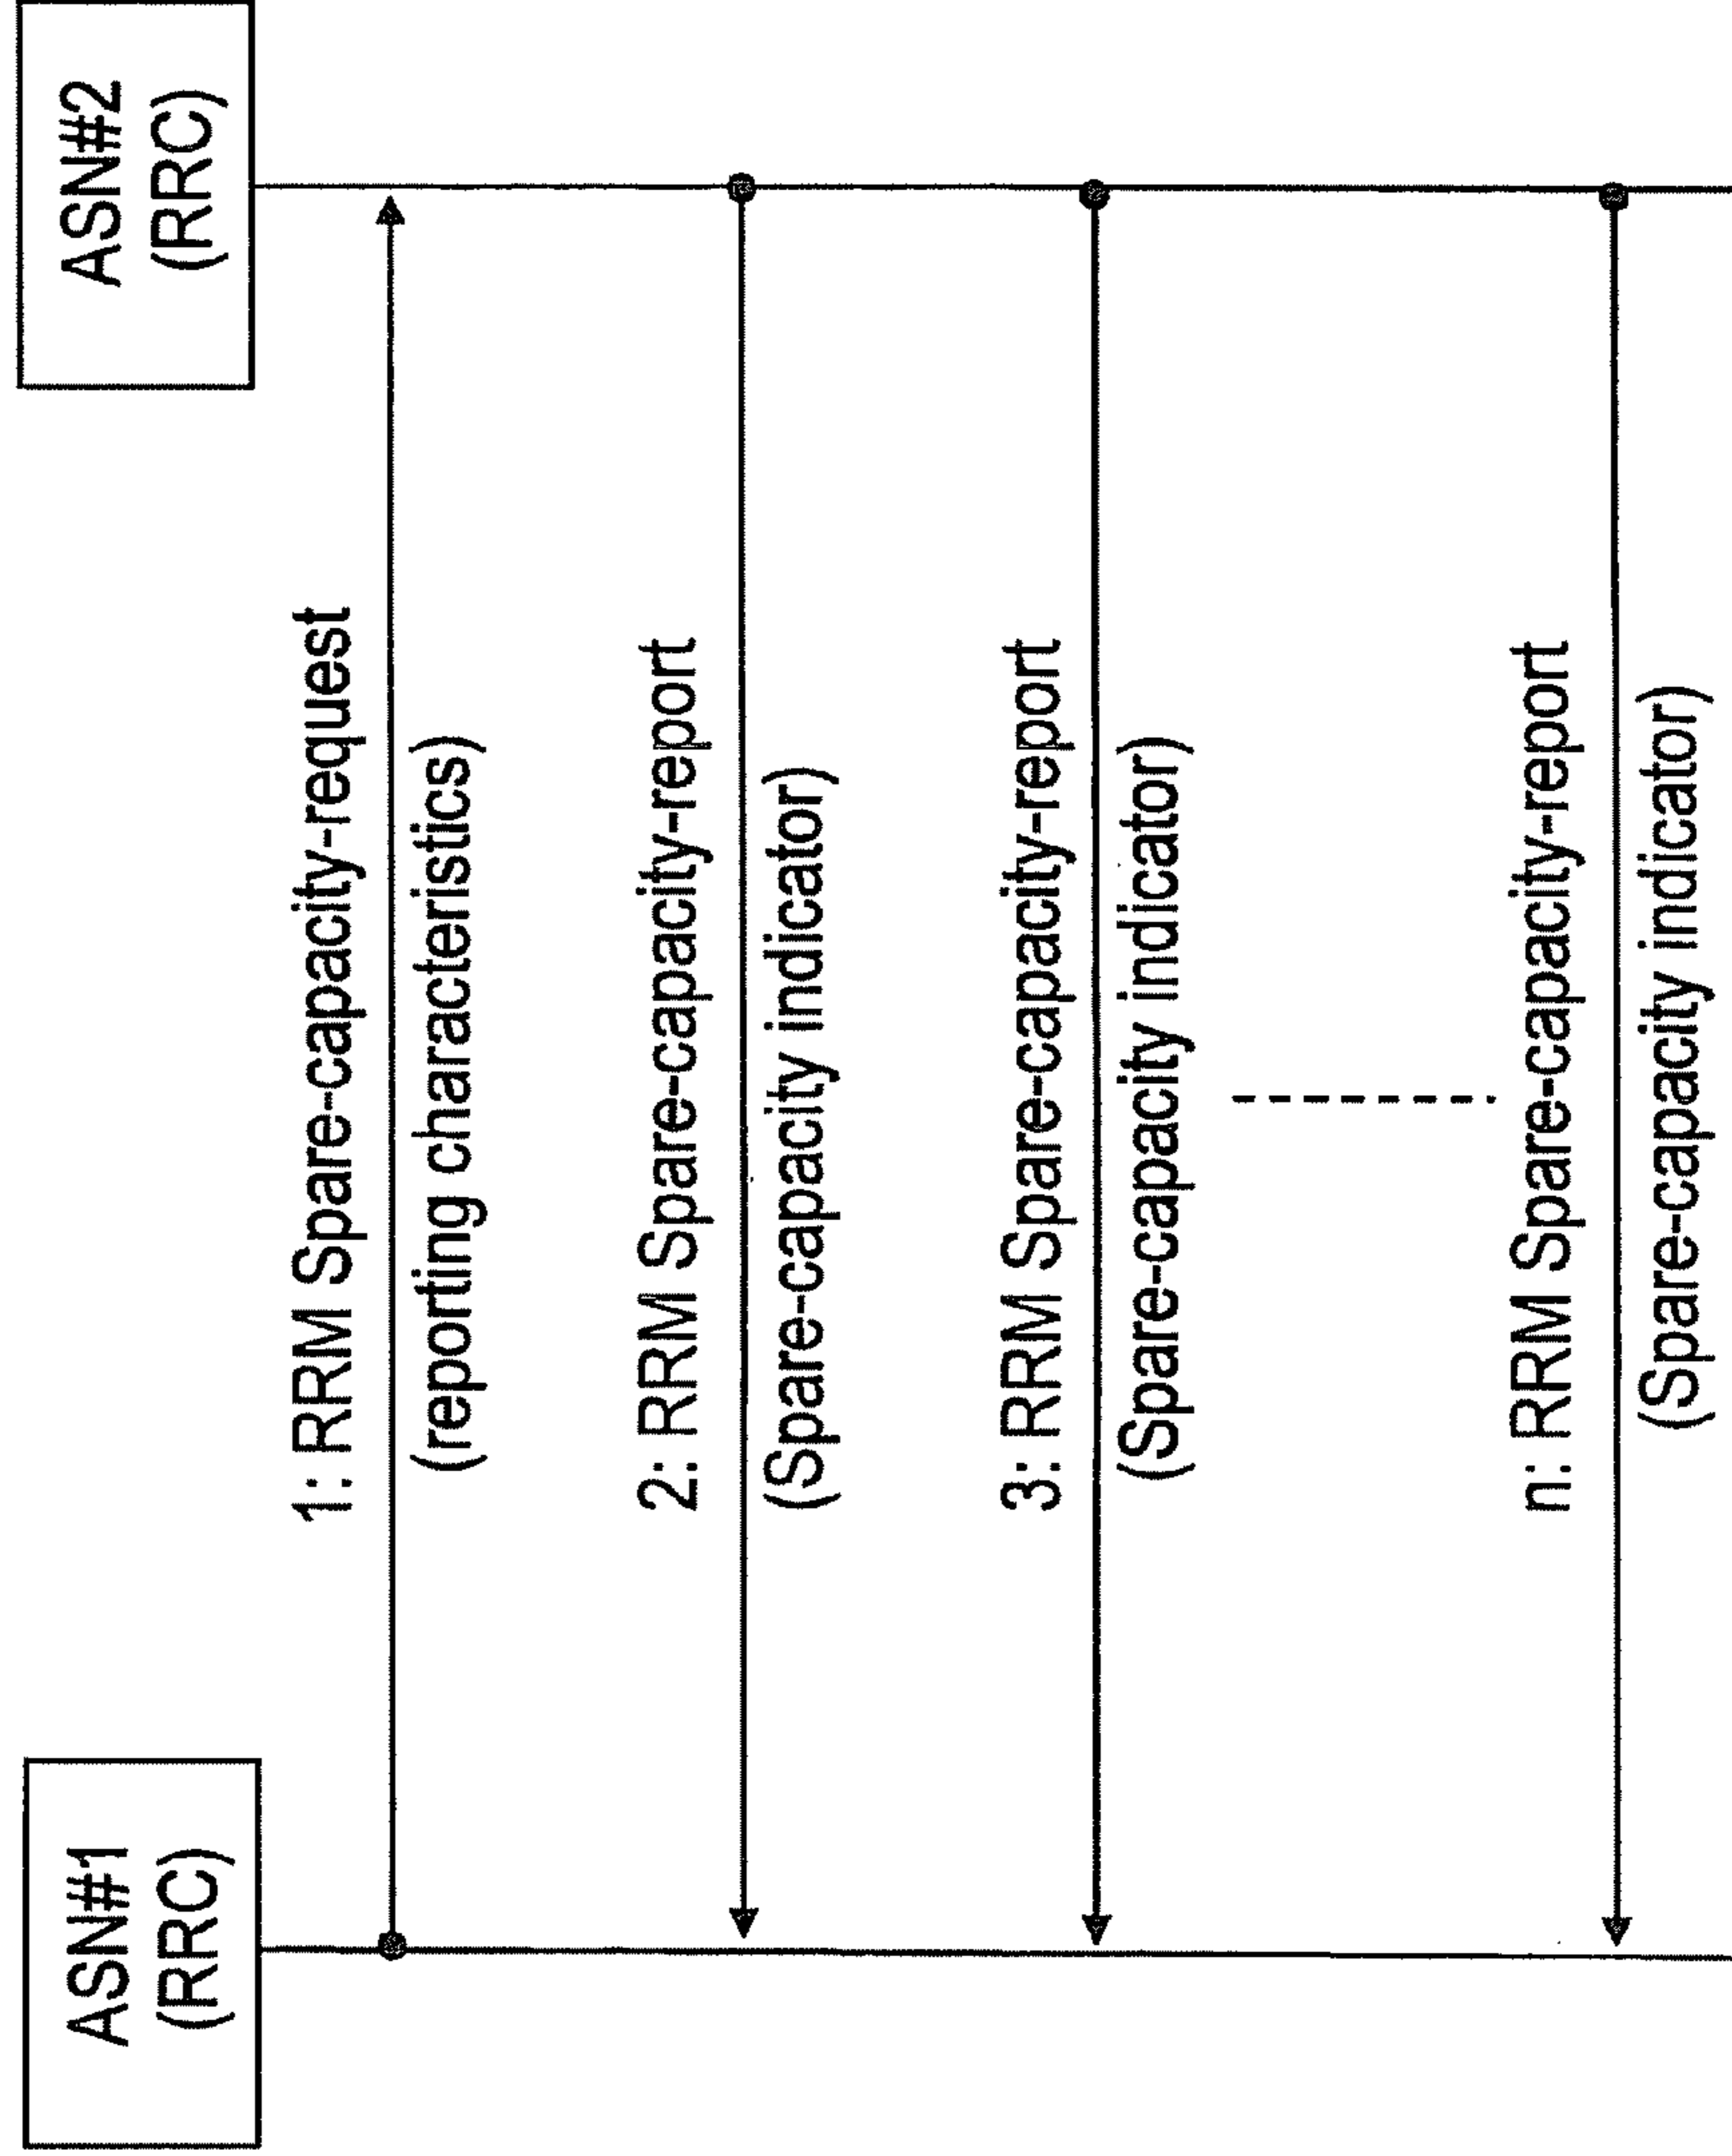 ASN#1
(RRC)
ASN#2
(RRC)
1: RRM Spare-capacity-request
(reporting characteristics)
2: RRM Spare-capacity-report
(Spare-capacity indicator)
3: RRM Spare-capacity-report
(Spare-capacity indicator)
n: RRM Spare-capacity-report
(Spare-capacity indicator)